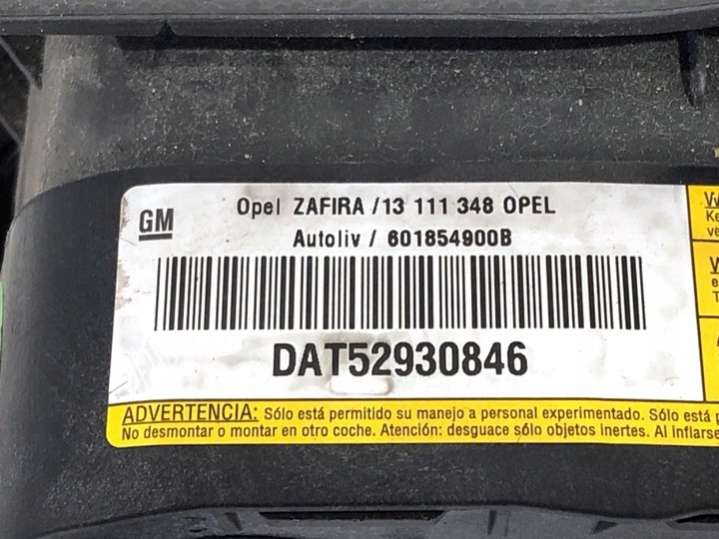 GM
Opel ZAFIRA /13 111 348 OPEL
Autoliv / 601854900B
DAT52930846
ADVERTENCIA: Sólo está permitido su manejo a personal experimentado. Sólo está p
No desmontar o montar en otro coche. Atención: desguace sólo objetos inertes. Al inflarse